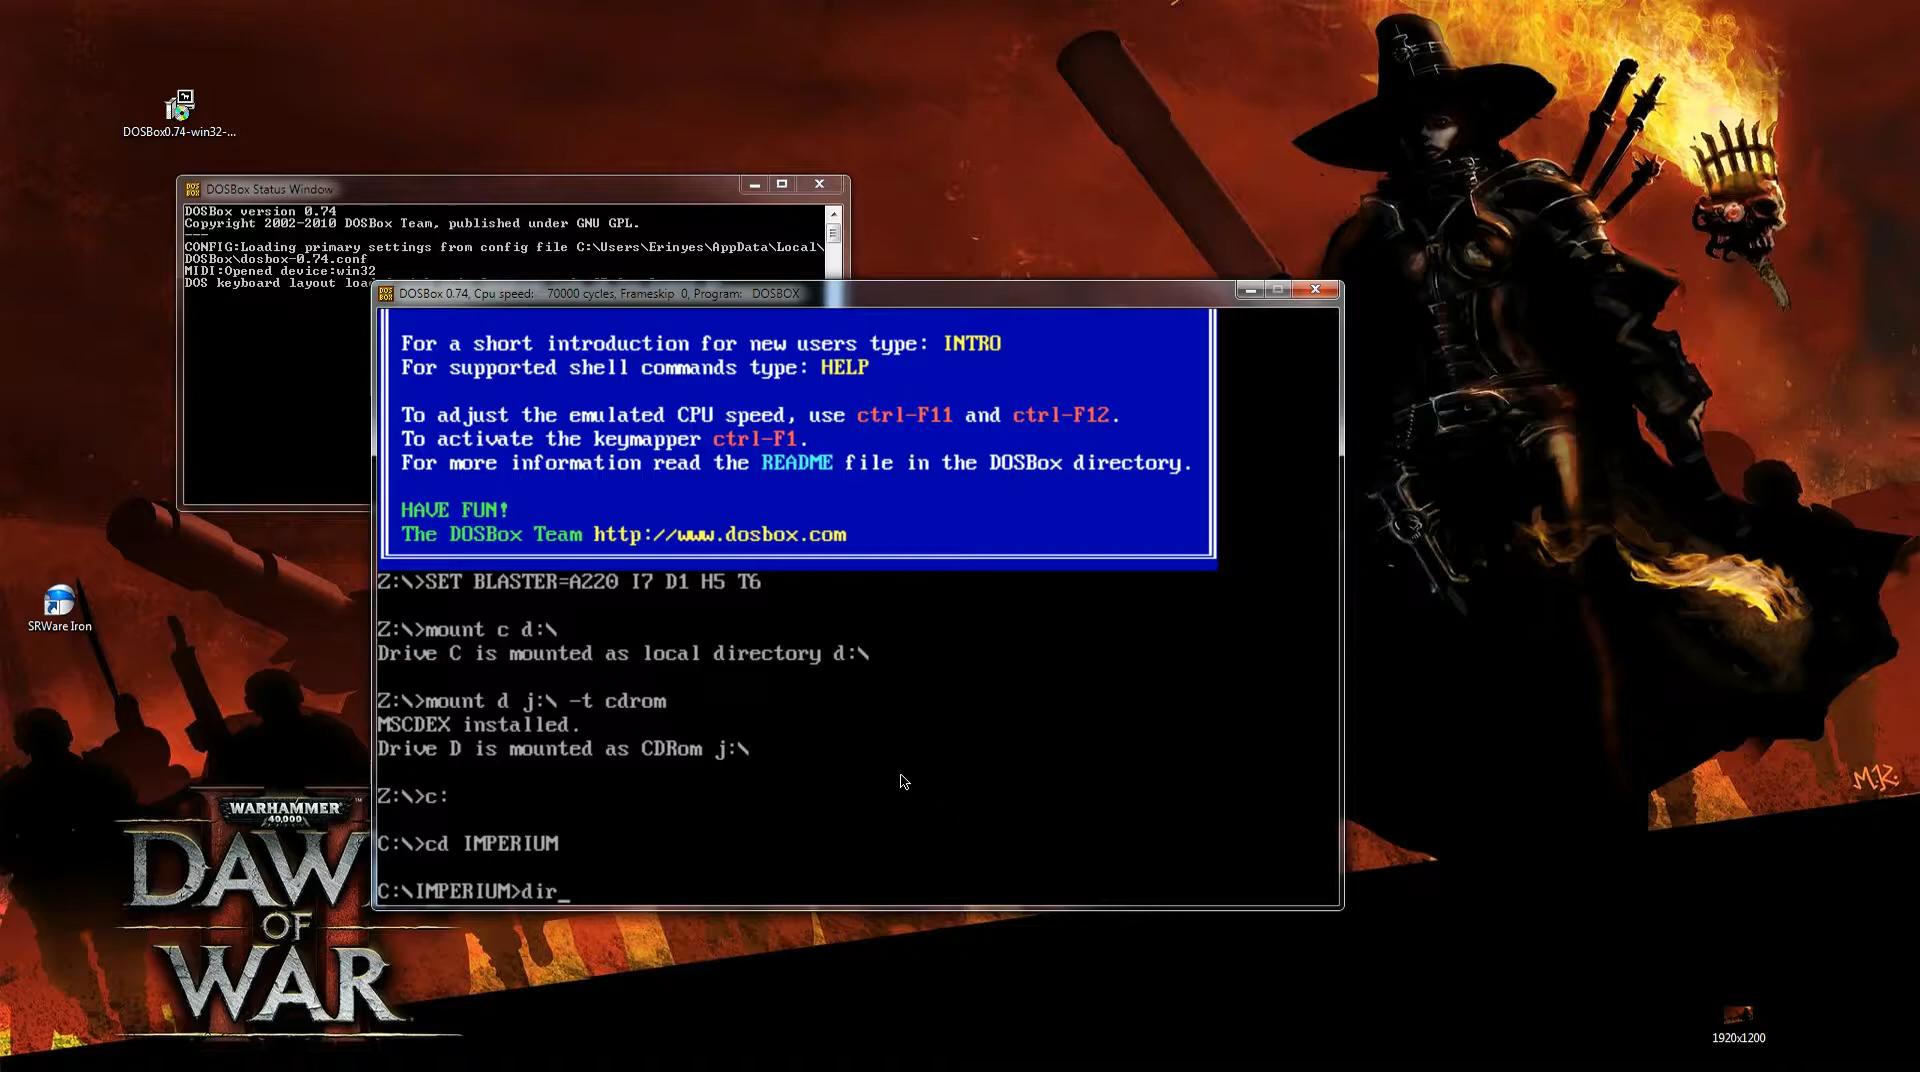 DOSBox0.74-win32-...
DOSBox Status Window
DOSBox version 0.74
Copyright 2002-2010 DOSBox Team, published under GNU GPL.
---
CONFIG:Loading primary settings from config file C:\Users\Erinyes\AppData\Local\
DOSBox\dosbox-0.74.conf
MIDI:Opened device:win32
DOS keyboard layout loa
DOSBox 0.74, Cpu speed: 70000 cycles, Frameskip 0, Program: DOSBOX
For a short introduction for new users type: INTRO
For supported shell commands type: HELP
To adjust the emulated CPU speed, use ctrl-F11 and ctrl-F12.
To activate the keymapper ctrl-F1.
For more information read the README file in the DOSBox directory.
HAVE FUN!
The DOSBox Team http://www.dosbox.com
Z:\>SET BLASTER=A220 I7 D1 H5 T6
Z:\>mount c d:\
Drive C is mounted as local directory d:\
Z:\>mount d j:\ -t cdrom
MSCDEX installed.
Drive D is mounted as CDRom j:\
Z:\>c:
C:\>cd IMPERIUM
C:\IMPERIUM>dir_
SRWare Iron
WARHAMMER™
40,000
DAW
OF
WAR
II
M.K.
1920x1200